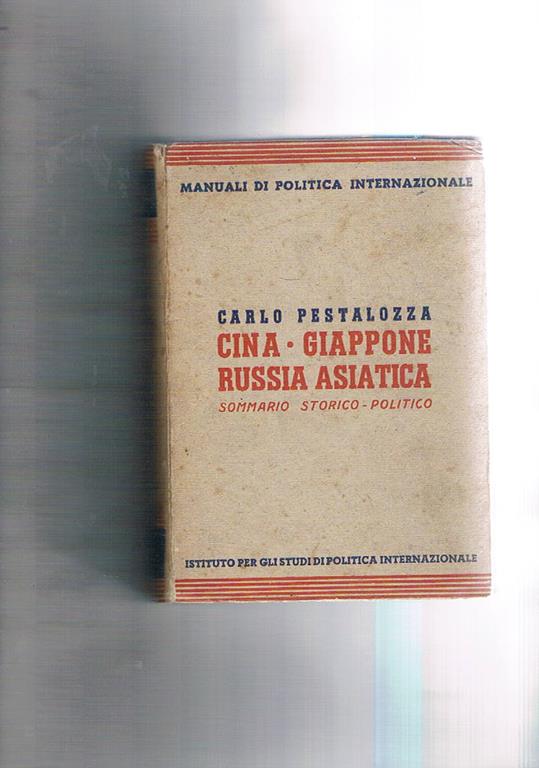 MANUALI DI POLITICA INTERNAZIONALE
CARLO PESTALOZZA
CINA • GIAPPONE
RUSSIA ASIATICA
SOMMARIO STORICO - POLITICO
ISTITUTO PER GLI STUDI DI POLITICA INTERNAZIONALE